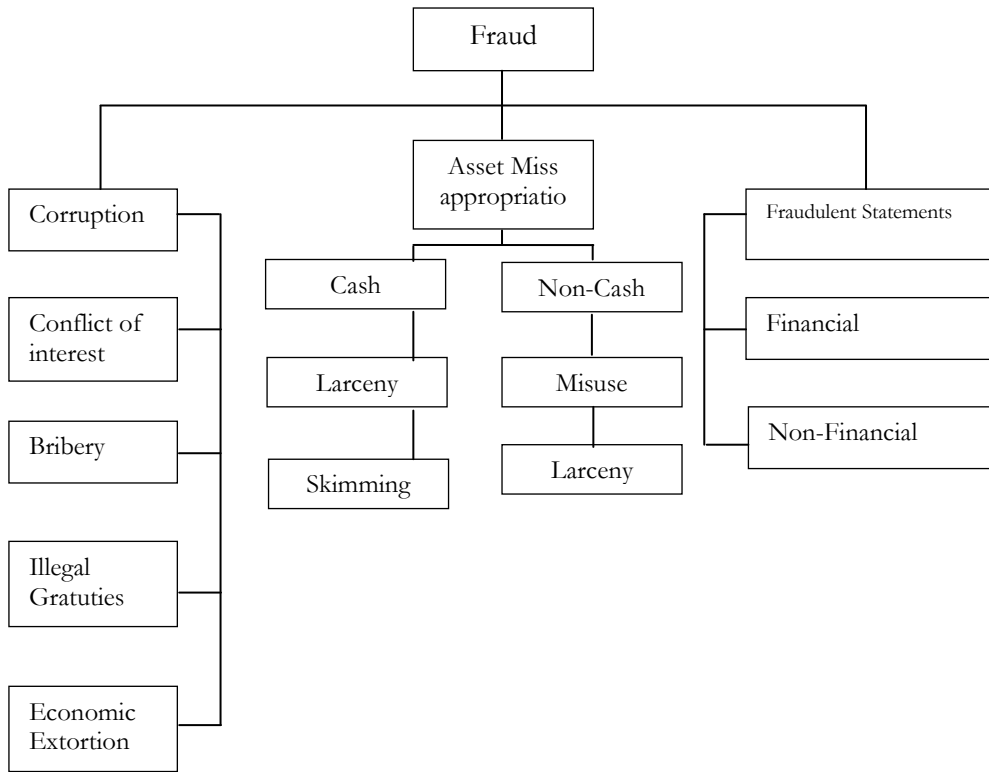 Fraud
Asset Miss
appropriatio
Corruption
Conflict of
interest
Bribery
Illegal
Gratuties
Economic
Extortion
Cash
Larceny
Skimming
Non-Cash
Misuse
Larceny
Fraudulent Statements
Financial
Non-Financial